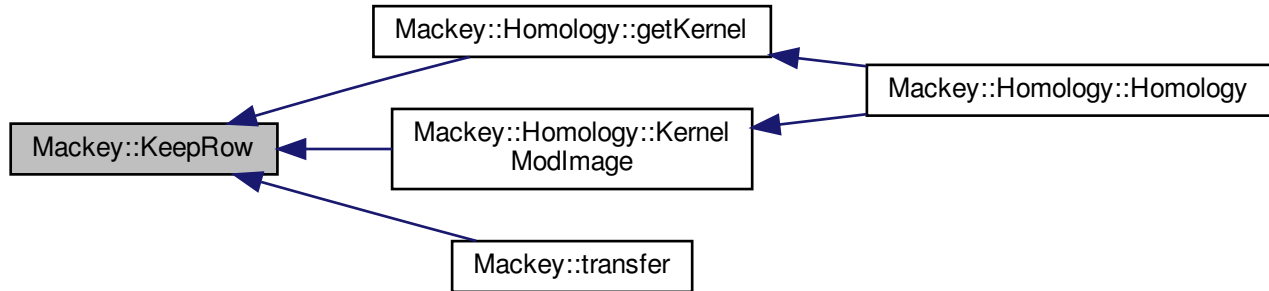 Mackey::Homology::getKernel
Mackey::Homology::Homology
Mackey::KeepRow
Mackey::Homology::Kernel
ModImage
Mackey::transfer